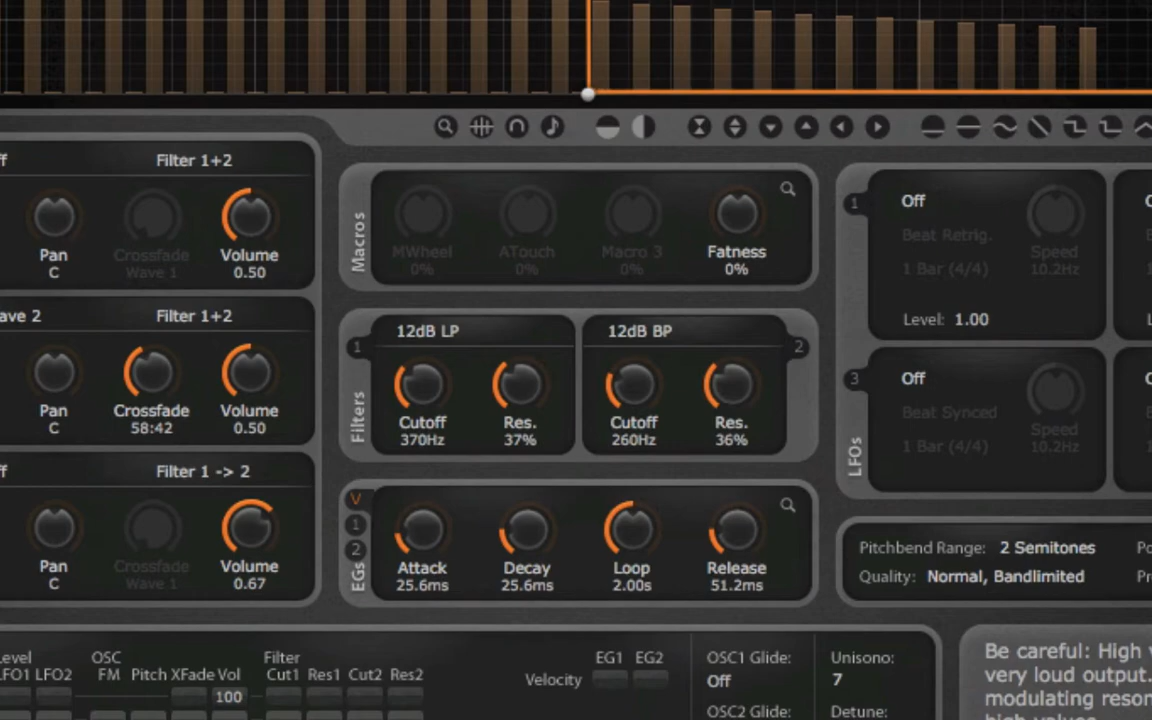 ff Filter 1+2
Pan Crossfade Volume
C Wave 1 0.50
ave 2 Filter 1+2
Pan Crossfade Volume
C 58:42 0.50
ff Filter 1 -> 2
Pan Crossfade Volume
C Wave 1 0.67
Macros
MWheel ATouch Macro 3 Fatness
0% 0% 0% 0%
Filters
1 12dB LP 12dB BP 2
Cutoff Res. Cutoff Res.
370Hz 37% 260Hz 36%
EGs
V
1
2
Attack Decay Loop Release
25.6ms 25.6ms 2.00s 51.2ms
LFOs
1 Off
Beat Retrig. Speed
1 Bar (4/4) 10.2Hz
Level: 1.00
3 Off
Beat Synced Speed
1 Bar (4/4) 10.2Hz
Pitchbend Range: 2 Semitones Po
Quality: Normal, Bandlimited Pr
Level OSC Filter
LFO1 LFO2 FM Pitch XFade Vol Cut1 Res1 Cut2 Res2
100
EG1 EG2
Velocity
OSC1 Glide:
Off
OSC2 Glide:
Unisono:
7
Detune:
Be careful: High v
very loud output.
modulating reson
high values